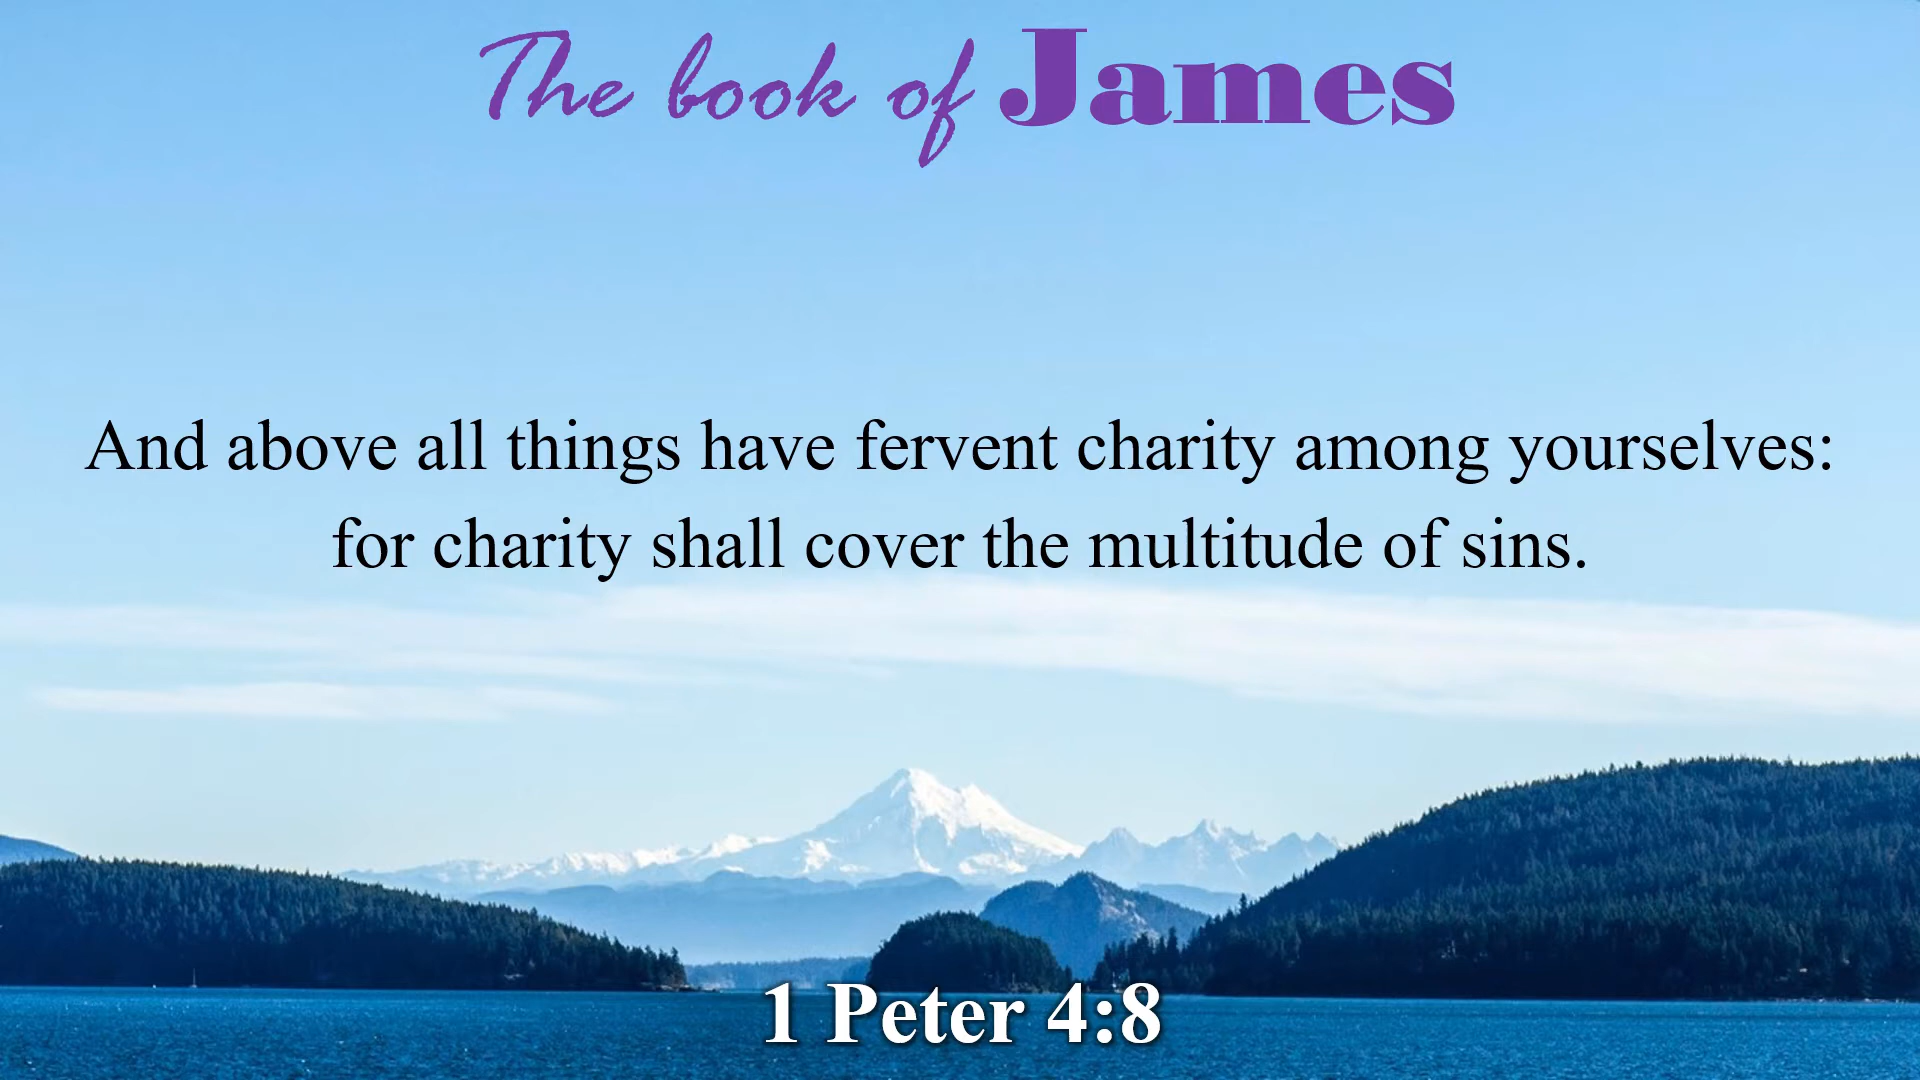 The book of James
And above all things have fervent charity among yourselves:
for charity shall cover the multitude of sins.
1 Peter 4:8